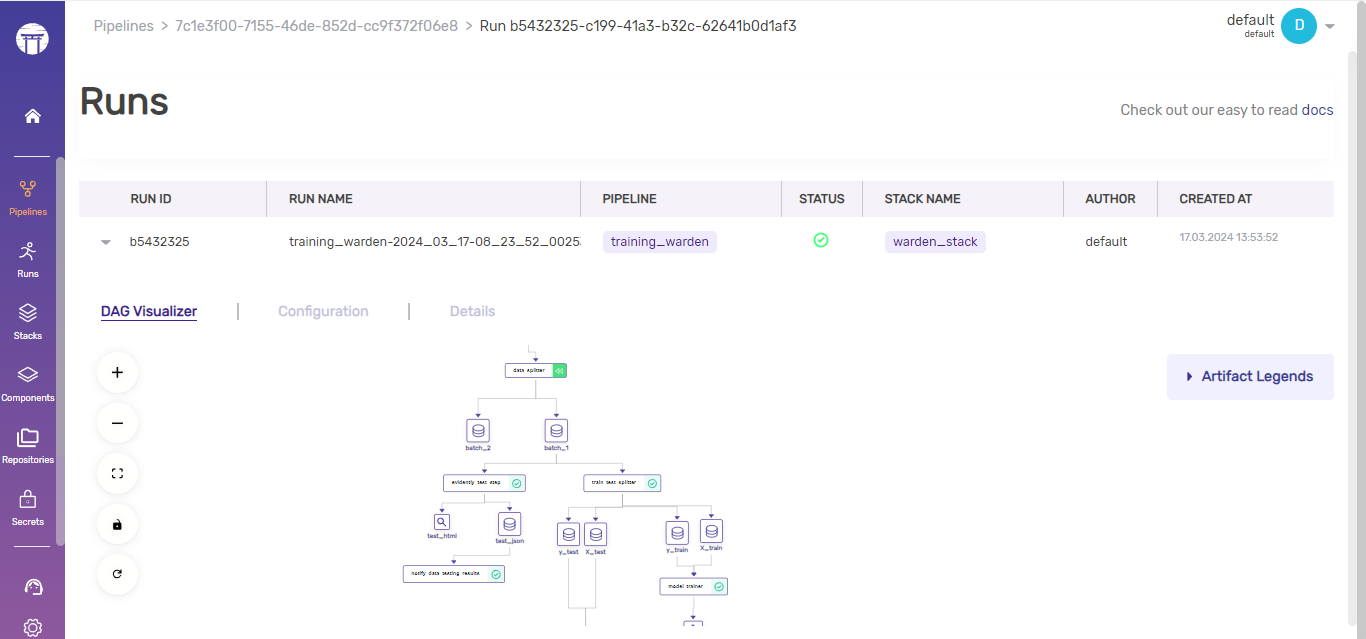 Pipelines > 7c1e3f00-7155-46de-852d-cc9f372f06e8 > Run b5432325-c199-41a3-b32c-62641b0d1af3
default
default
D
Runs
Check out our easy to read docs
RUN ID RUN NAME PIPELINE STATUS STACK NAME AUTHOR CREATED AT
b5432325 training_warden-2024_03_17-08_23_52_0025 training_warden warden_stack default 17.03.2024 13:53:52
DAG Visualizer | Configuration | Details
Artifact Legends
Pipelines
Runs
Stacks
Components
Repositories
Secrets
data splitter
batch_2 batch_1
evidently test step train test splitter
test_html test_json y_test X_test y_train X_train
notify data testing results model trainer